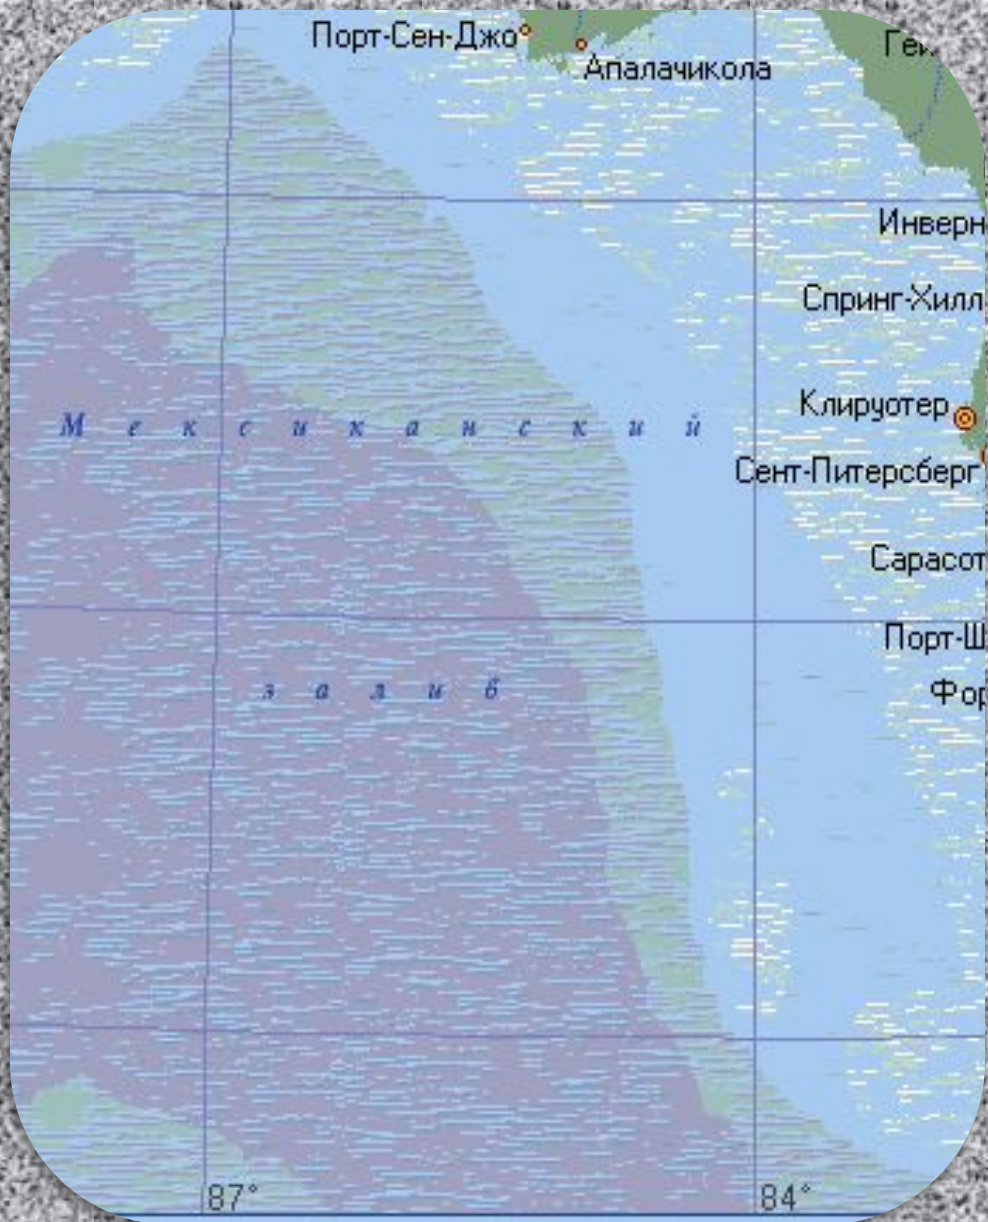 Порт-Сен-Джо
Апалачикола
Инверн
Спринг-Хилл
Клируотер
Мексиканский
Сент-Питерсберг
Сарасот
Порт-Ш
залив
Фор
87°
84°